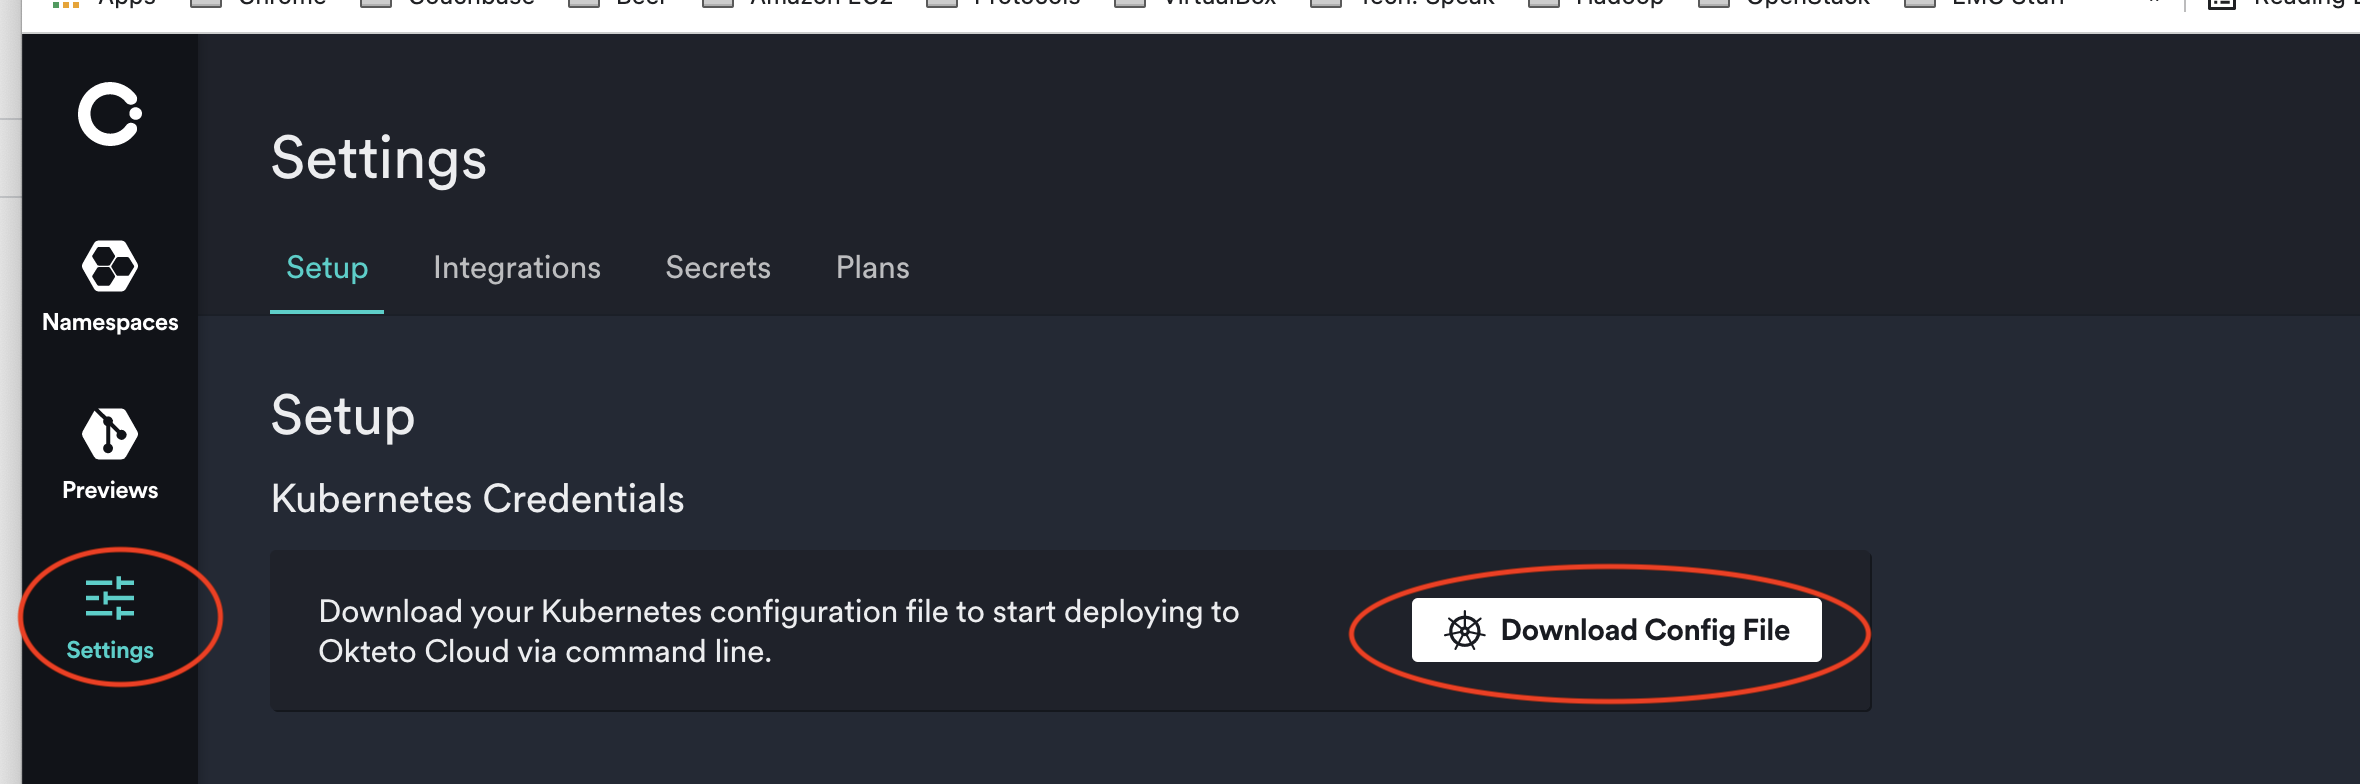 Apps Chrome Couchbase Beer Amazon EC2 Protocols VirtualBox Tech. Speak Hadoop OpenStack EMC Stuff » Reading
Settings
Setup Integrations Secrets Plans
Namespaces
Setup
Previews
Kubernetes Credentials
Settings
Download your Kubernetes configuration file to start deploying to
Okteto Cloud via command line.
Download Config File